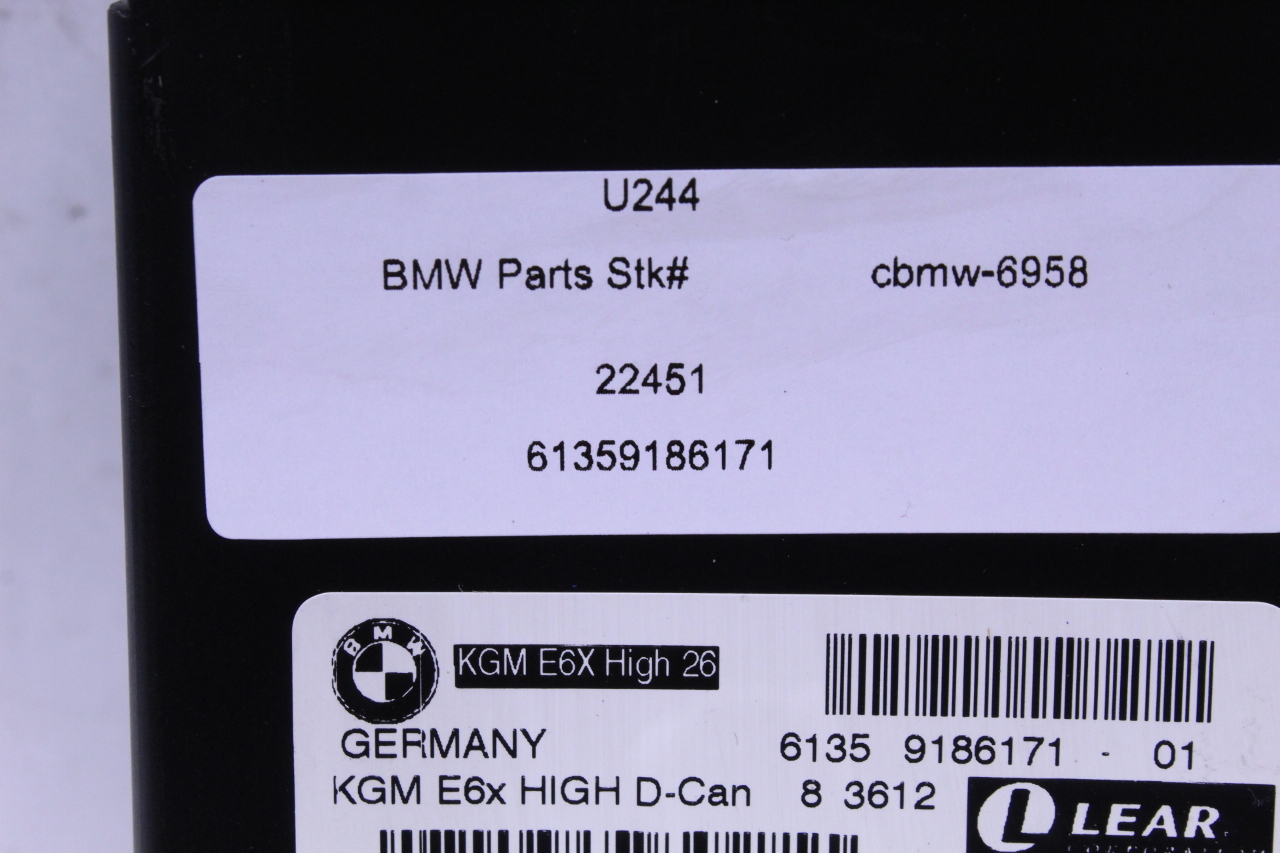 U244
BMW Parts Stk# cbmw-6958
22451
61359186171
BMW KGM E6X High 26
GERMANY 6135 9186171 - 01
KGM E6x HIGH D-Can 8 3612
L LEAR